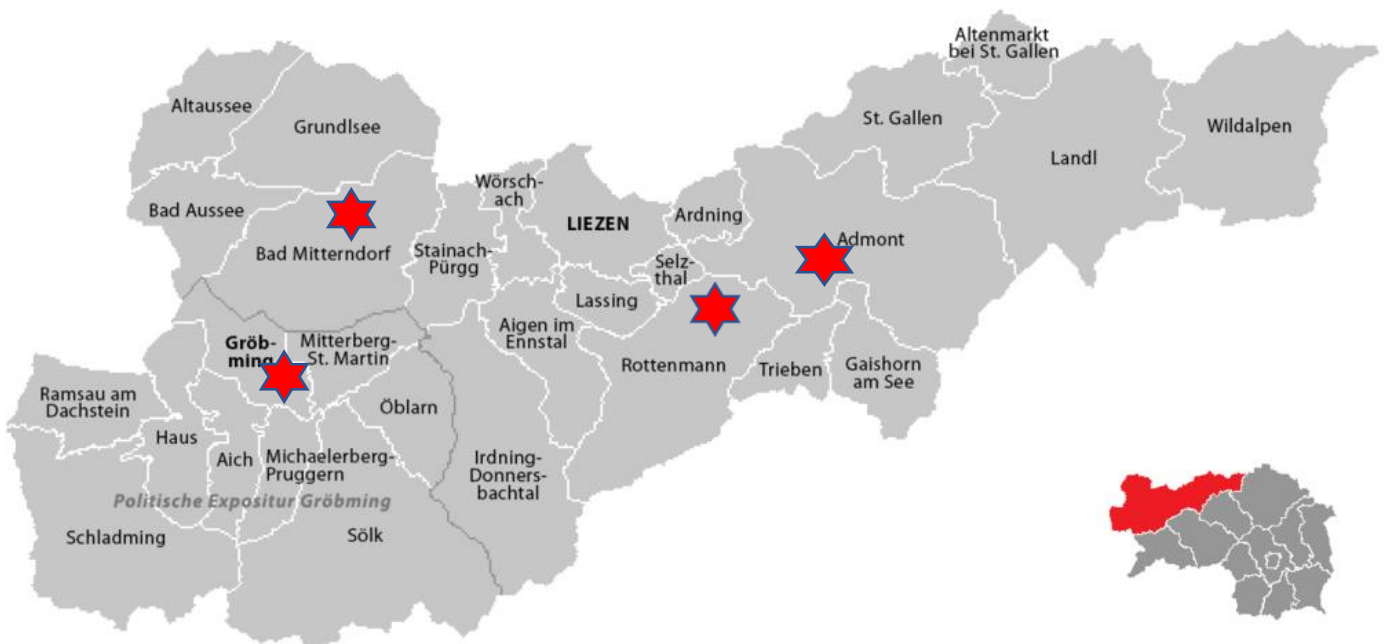 Altenmarkt
bei St. Gallen
Altaussee
Grundlsee
St. Gallen
Wildalpen
Landl
Wörsch-
ach
Bad Aussee
LIEZEN
Ardning
Admont
Bad Mitterndorf
Stainach-
Pürgg
Selz-
thal
Lassing
Aigen im
Ennstal
Gröb-
ming
Mitterberg-
St. Martin
Rottenmann
Trieben
Gaishorn
am See
Ramsau am
Dachstein
Öblarn
Haus
Aich
Michaelerberg-
Pruggern
Irdning-
Donners-
bachtal
Politische Expositur Gröbming
Schladming
Sölk